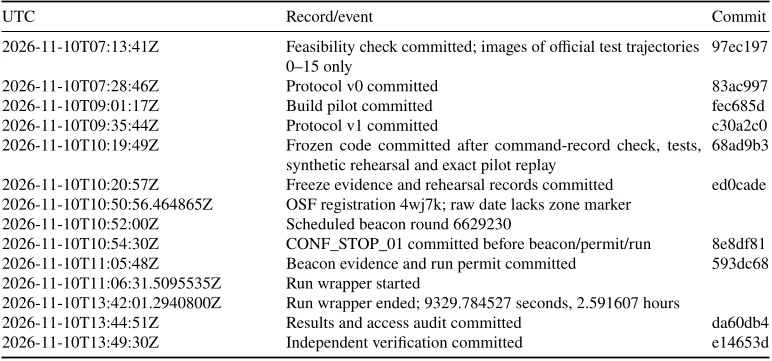 UTC Record/event Commit
2026-11-10T07:13:41Z Feasibility check committed; images of official test trajectories 97ec197
0–15 only
2026-11-10T07:28:46Z Protocol v0 committed 83ac997
2026-11-10T09:01:17Z Build pilot committed fec685d
2026-11-10T09:35:44Z Protocol v1 committed c30a2c0
2026-11-10T10:19:49Z Frozen code committed after command-record check, tests, 68ad9b3
synthetic rehearsal and exact pilot replay
2026-11-10T10:20:57Z Freeze evidence and rehearsal records committed ed0cade
2026-11-10T10:50:56.464865Z OSF registration 4wj7k; raw date lacks zone marker
2026-11-10T10:52:00Z Scheduled beacon round 6629230
2026-11-10T10:54:30Z CONF_STOP_01 committed before beacon/permit/run 8e8df81
2026-11-10T11:05:48Z Beacon evidence and run permit committed 593dc68
2026-11-10T11:06:31.5095535Z Run wrapper started
2026-11-10T13:42:01.2940800Z Run wrapper ended; 9329.784527 seconds, 2.591607 hours
2026-11-10T13:44:51Z Results and access audit committed da60db4
2026-11-10T13:49:30Z Independent verification committed e14653d